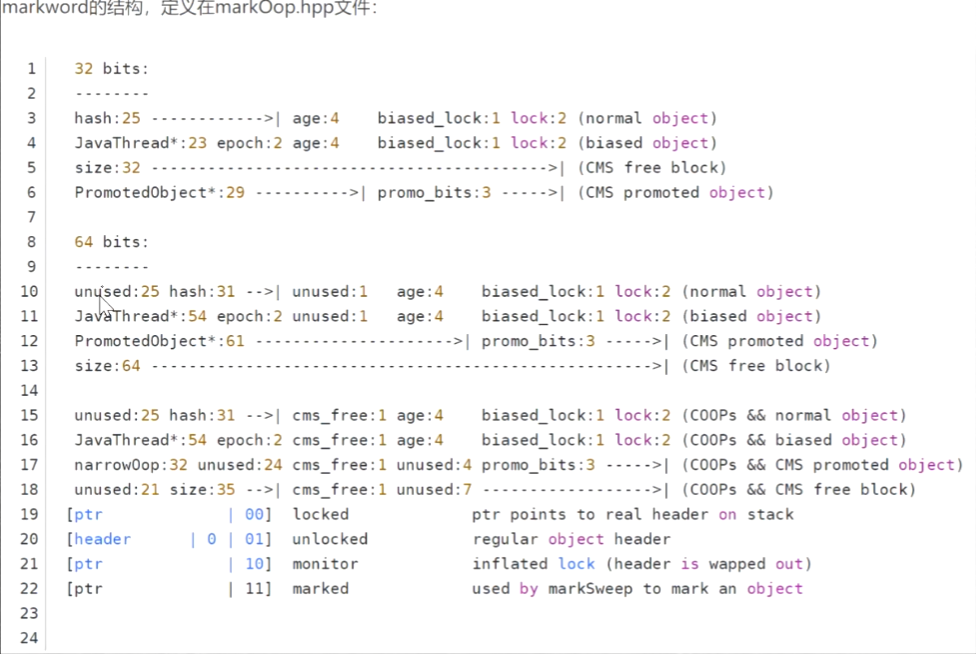 markword的结构，定义在markOop.hpp文件：
1 32 bits:
2 --------
3 hash:25 ------------>| age:4 biased_lock:1 lock:2 (normal object)
4 JavaThread*:23 epoch:2 age:4 biased_lock:1 lock:2 (biased object)
5 size:32 ------------------------------------------>| (CMS free block)
6 PromotedObject*:29 ---------->| promo_bits:3 ----->| (CMS promoted object)
7
8 64 bits:
9 --------
10 unused:25 hash:31 -->| unused:1 age:4 biased_lock:1 lock:2 (normal object)
11 JavaThread*:54 epoch:2 unused:1 age:4 biased_lock:1 lock:2 (biased object)
12 PromotedObject*:61 --------------------->| promo_bits:3 ----->| (CMS promoted object)
13 size:64 ----------------------------------------------------->| (CMS free block)
14
15 unused:25 hash:31 -->| cms_free:1 age:4 biased_lock:1 lock:2 (COOPs && normal object)
16 JavaThread*:54 epoch:2 cms_free:1 age:4 biased_lock:1 lock:2 (COOPs && biased object)
17 narrowOop:32 unused:24 cms_free:1 unused:4 promo_bits:3 ----->| (COOPs && CMS promoted object)
18 unused:21 size:35 -->| cms_free:1 unused:7 ------------------>| (COOPs && CMS free block)
19 [ptr | 00] locked ptr points to real header on stack
20 [header | 0 | 01] unlocked regular object header
21 [ptr | 10] monitor inflated lock (header is wapped out)
22 [ptr | 11] marked used by markSweep to mark an object
23
24